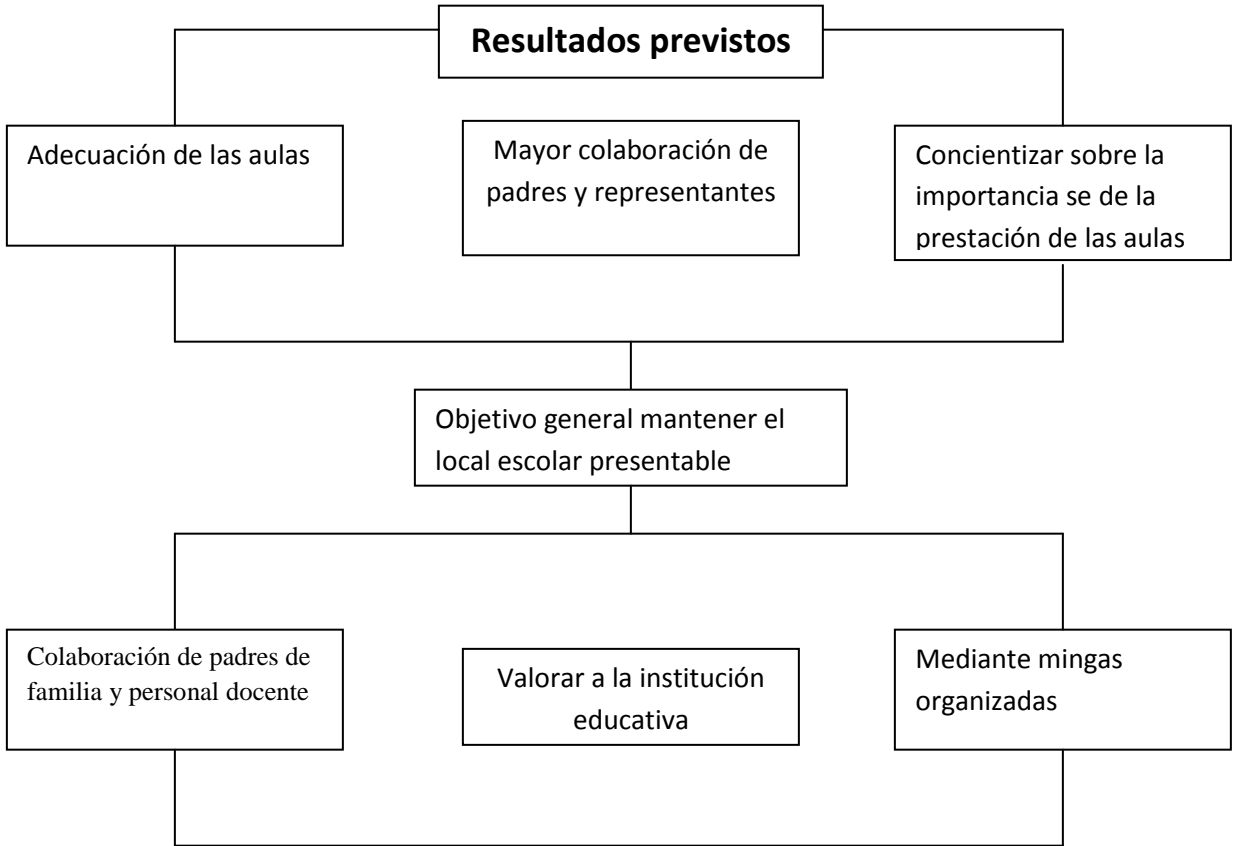 Resultados previstos
Adecuación de las aulas
Mayor colaboración de
padres y representantes
Concientizar sobre la
importancia se de la
prestación de las aulas
Objetivo general mantener el
local escolar presentable
Colaboración de padres de
familia y personal docente
Valorar a la institución
educativa
Mediante mingas
organizadas